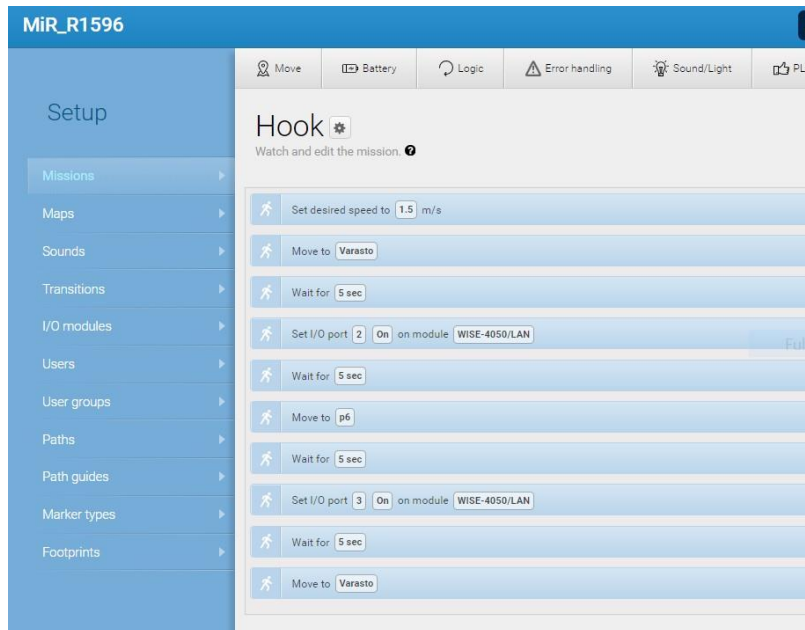 MiR_R1596
Move Battery Logic Error handling Sound/Light PL
Setup
Hook
Watch and edit the mission.
Missions
Maps
Sounds
Transitions
I/O modules
Users
User groups
Paths
Path guides
Marker types
Footprints
Set desired speed to 1.5 m/s
Move to Varasto
Wait for 5 sec
Set I/O port 2 On on module WISE-4050/LAN
Wait for 5 sec
Move to p6
Wait for 5 sec
Set I/O port 3 On on module WISE-4050/LAN
Wait for 5 sec
Move to Varasto